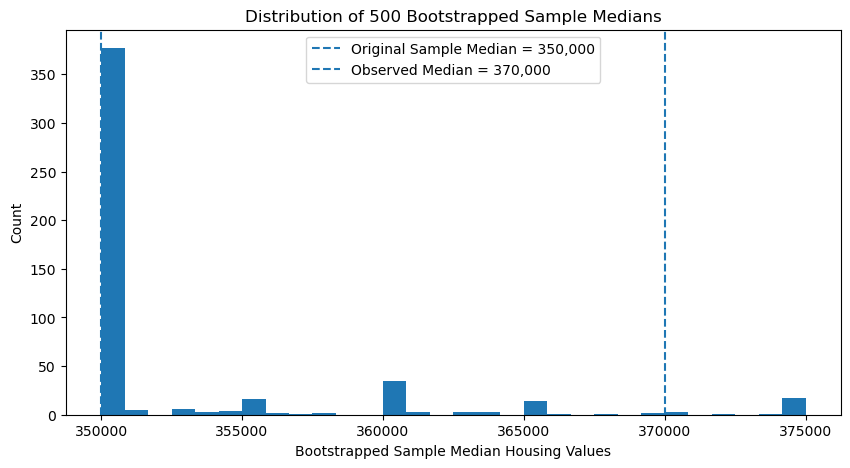 Distribution of 500 Bootstrapped Sample Medians
Original Sample Median = 350,000
Observed Median = 370,000
Count
350
300
250
200
150
100
50
0
350000 355000 360000 365000 370000 375000
Bootstrapped Sample Median Housing Values